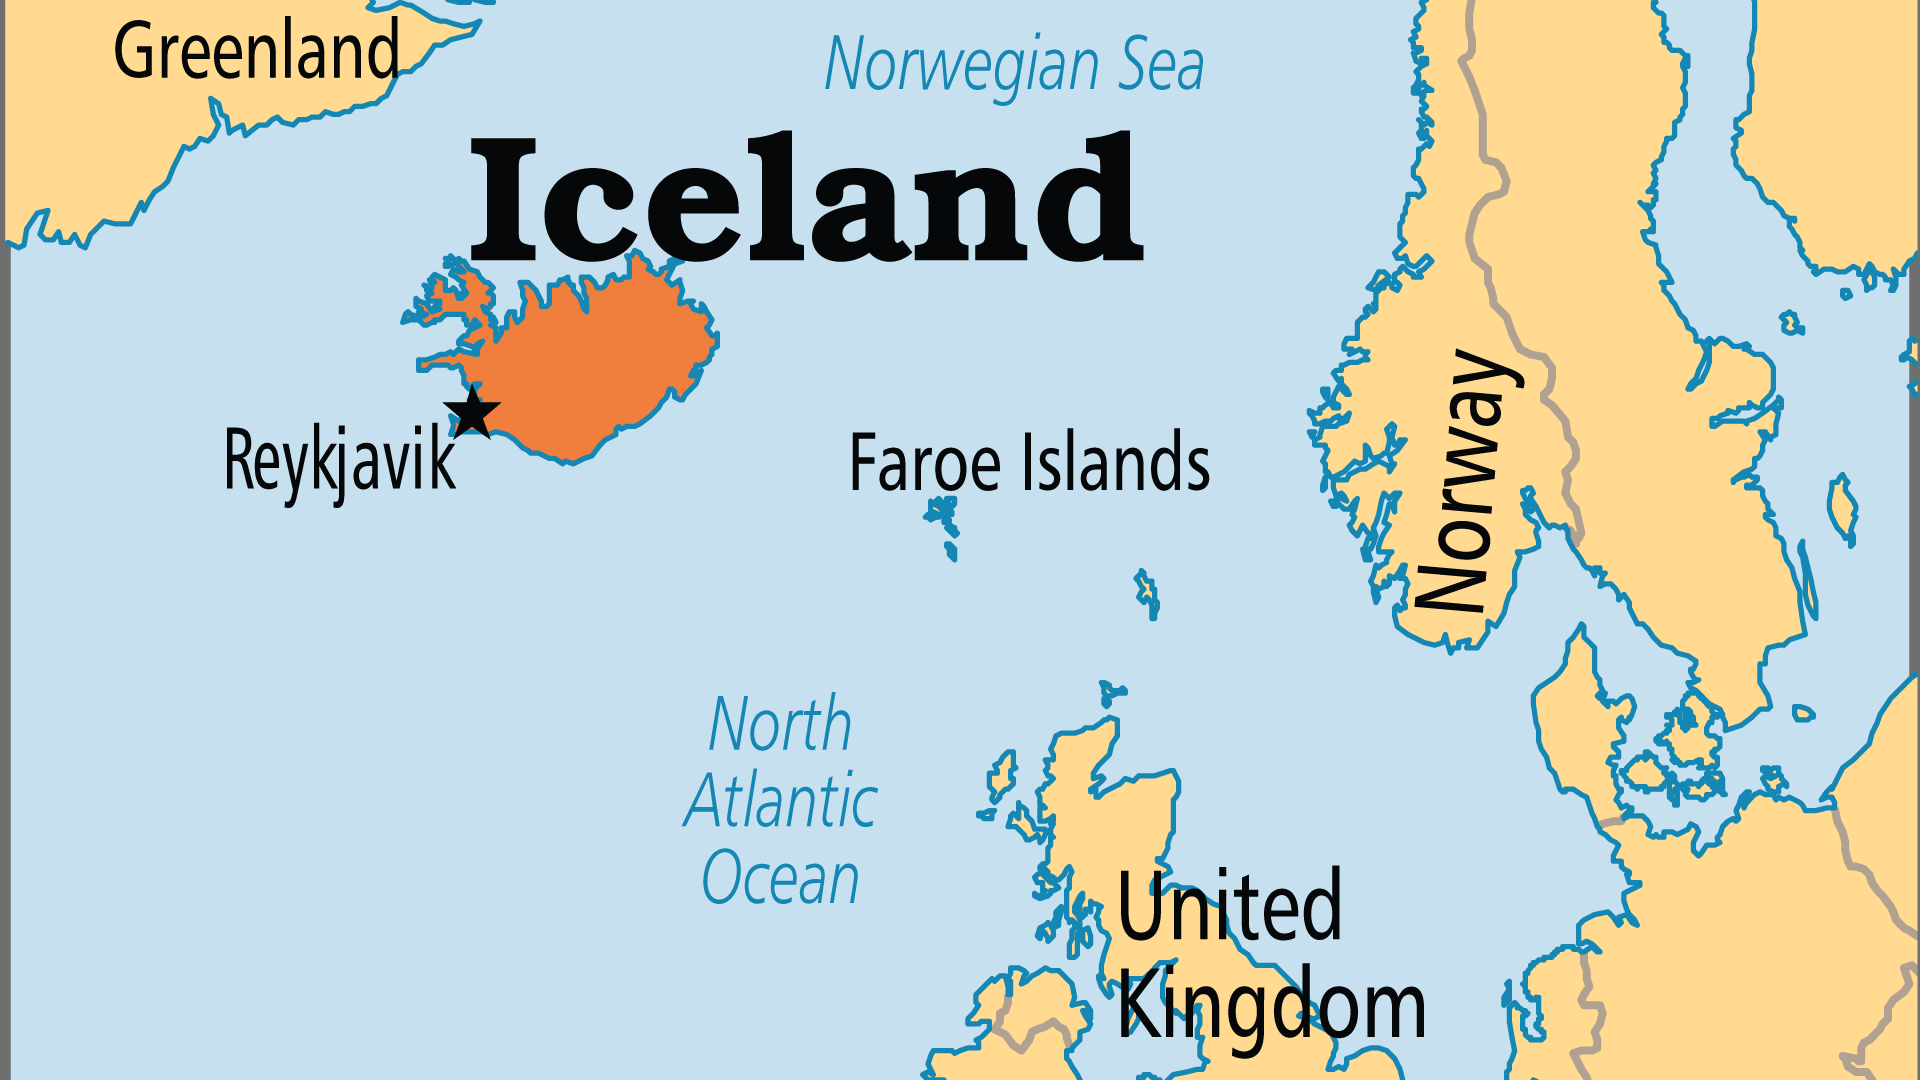 Greenland
Norwegian Sea
Iceland
Reykjavik
Faroe Islands
Norway
North
Atlantic
Ocean
United
Kingdom